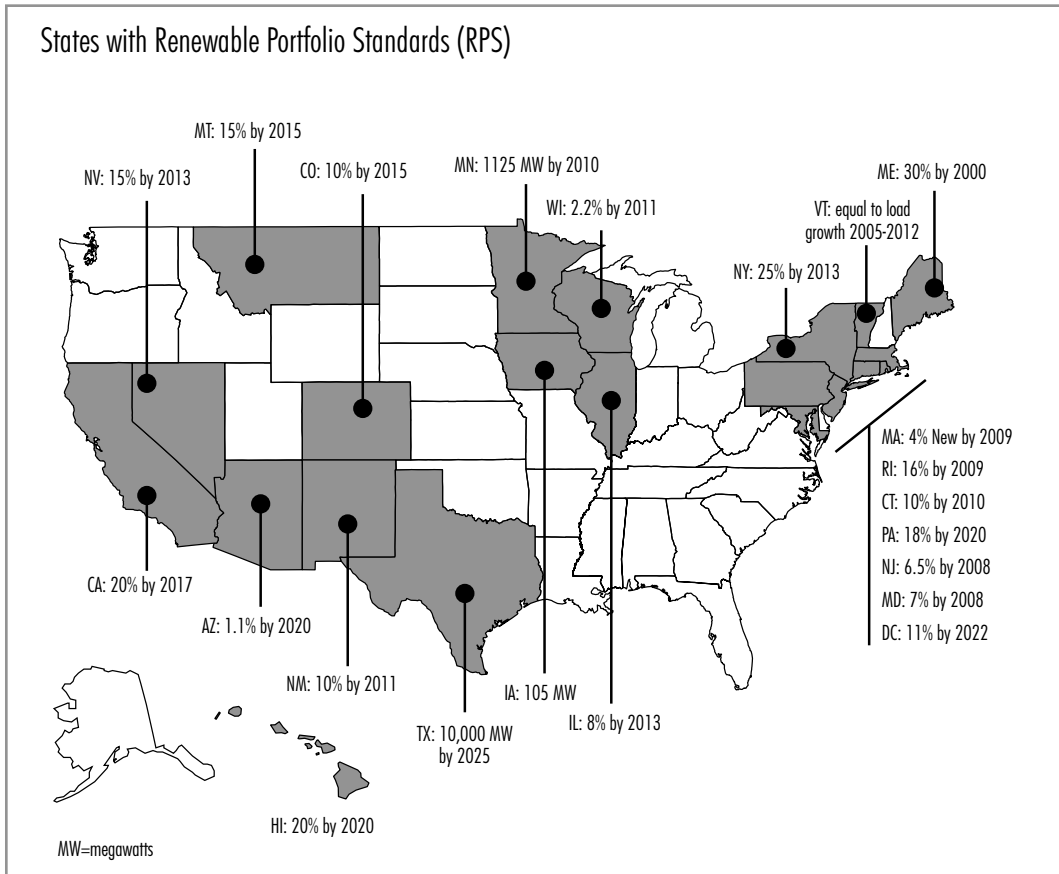 States with Renewable Portfolio Standards (RPS)
MT: 15% by 2015
NV: 15% by 2013
CO: 10% by 2015
MN: 1125 MW by 2010
WI: 2.2% by 2011
ME: 30% by 2000
VT: equal to load
growth 2005-2012
NY: 25% by 2013
MA: 4% New by 2009
RI: 16% by 2009
CT: 10% by 2010
PA: 18% by 2020
NJ: 6.5% by 2008
MD: 7% by 2008
DC: 11% by 2022
CA: 20% by 2017
AZ: 1.1% by 2020
NM: 10% by 2011
TX: 10,000 MW
by 2025
IA: 105 MW
IL: 8% by 2013
HI: 20% by 2020
MW=megawatts